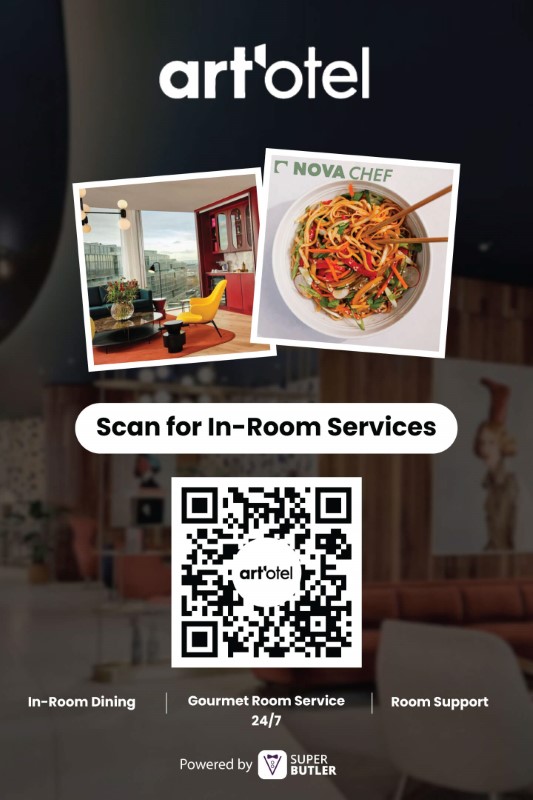 art'otel
NOVA CHEF
Scan for In-Room Services
art'otel
In-Room Dining
Gourmet Room Service
24/7
Room Support
Powered by
SUPER
BUTLER